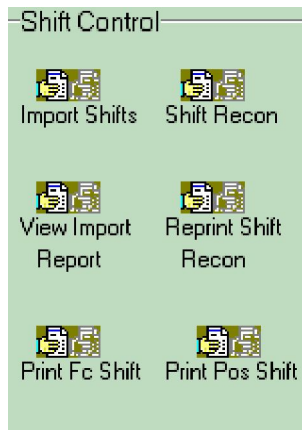 Shift Control
Import Shifts
Shift Recon
View Import
Report
Reprint Shift
Recon
Print Fc Shift
Print Pos Shift